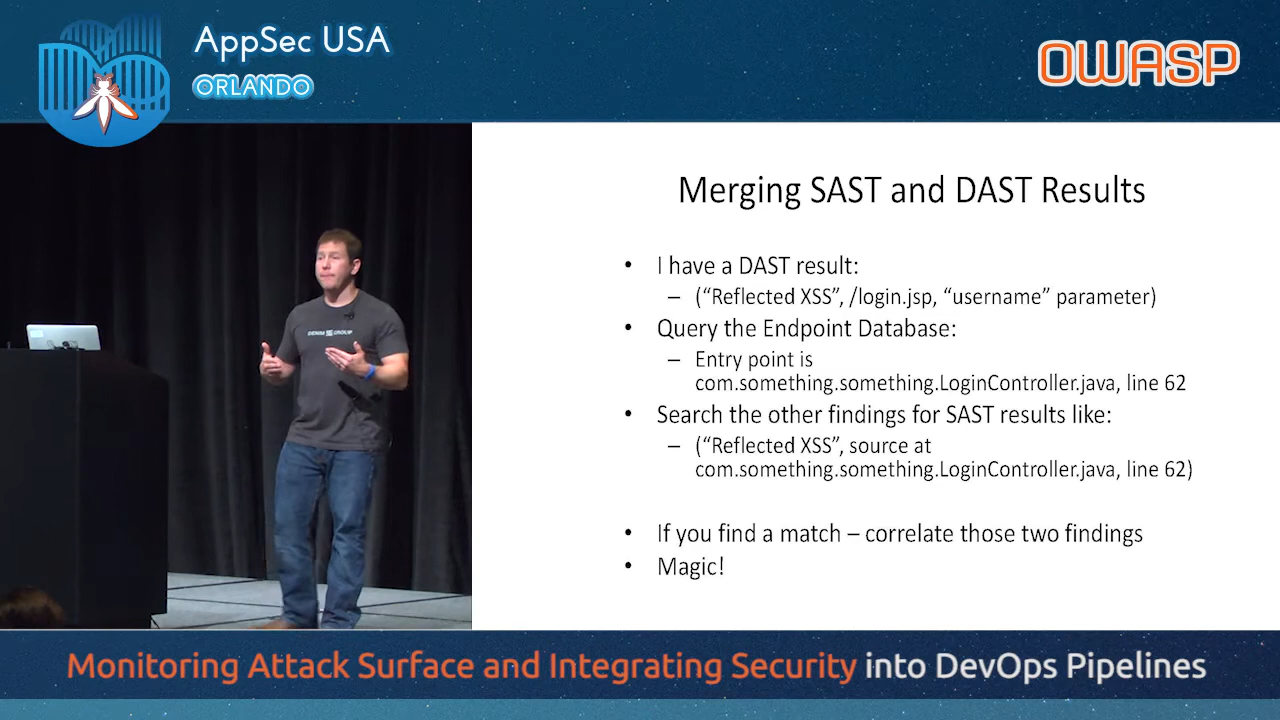 AppSec USA
ORLANDO
OWASP
DENIM GROUP
Merging SAST and DAST Results
• I have a DAST result:
– (“Reflected XSS”, /login.jsp, “username” parameter)
• Query the Endpoint Database:
– Entry point is
com.something.something.LoginController.java, line 62
• Search the other findings for SAST results like:
– (“Reflected XSS”, source at
com.something.something.LoginController.java, line 62)
• If you find a match – correlate those two findings
• Magic!
Monitoring Attack Surface and Integrating Security into DevOps Pipelines